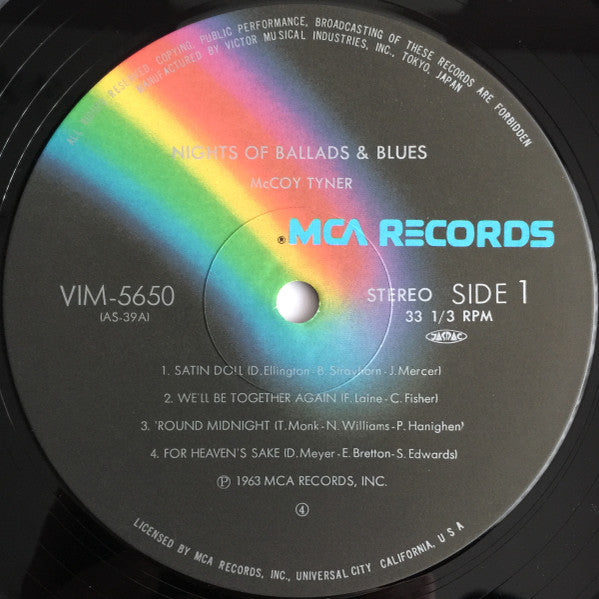 ALL RIGHTS RESERVED. COPYING, PUBLIC PERFORMANCE, BROADCASTING OF THESE RECORDS ARE FORBIDDEN
MANUFACTURED BY VICTOR MUSICAL INDUSTRIES, INC., TOKYO, JAPAN
NIGHTS OF BALLADS & BLUES
McCOY TYNER
® MCA RECORDS
VIM-5650
(AS-39A)
STEREO SIDE 1
33 1/3 RPM
JASRAC
1. SATIN DOLL (D. Ellington - B. Strayhorn - J. Mercer)
2. WE'LL BE TOGETHER AGAIN (F. Laine - C. Fisher)
3. 'ROUND MIDNIGHT (T. Monk - N. Williams - P. Hanighen)
4. FOR HEAVEN'S SAKE (D. Meyer - E. Bretton - S. Edwards)
Ⓟ 1963 MCA RECORDS, INC.
④
LICENSED BY MCA RECORDS, INC., UNIVERSAL CITY CALIFORNIA, U S A